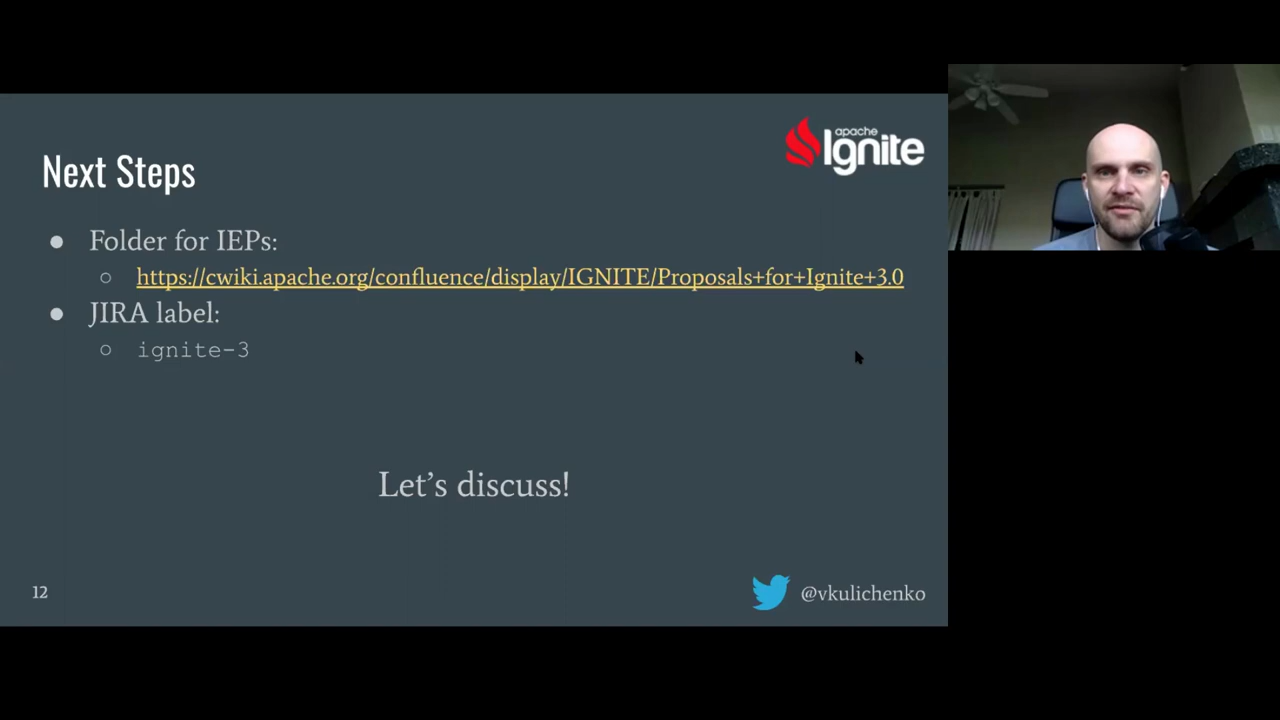 apache
Ignite
Next Steps
● Folder for IEPs:
○ https://cwiki.apache.org/confluence/display/IGNITE/Proposals+for+Ignite+3.0
● JIRA label:
○ ignite-3
Let's discuss!
12
@vkulichenko